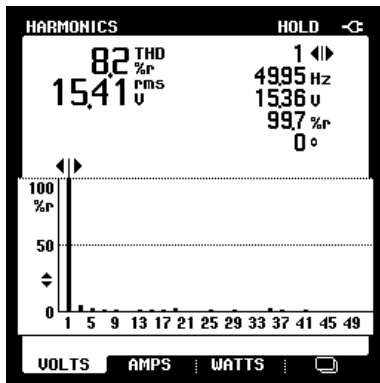 HARMONICS HOLD
8,2 THD %r
15,41 rms V
1
49,95 Hz
15,36 V
99,7 %r
0 °
100
%r
50
0
1 5 9 13 17 21 25 29 33 37 41 45 49
VOLTS AMPS WATTS